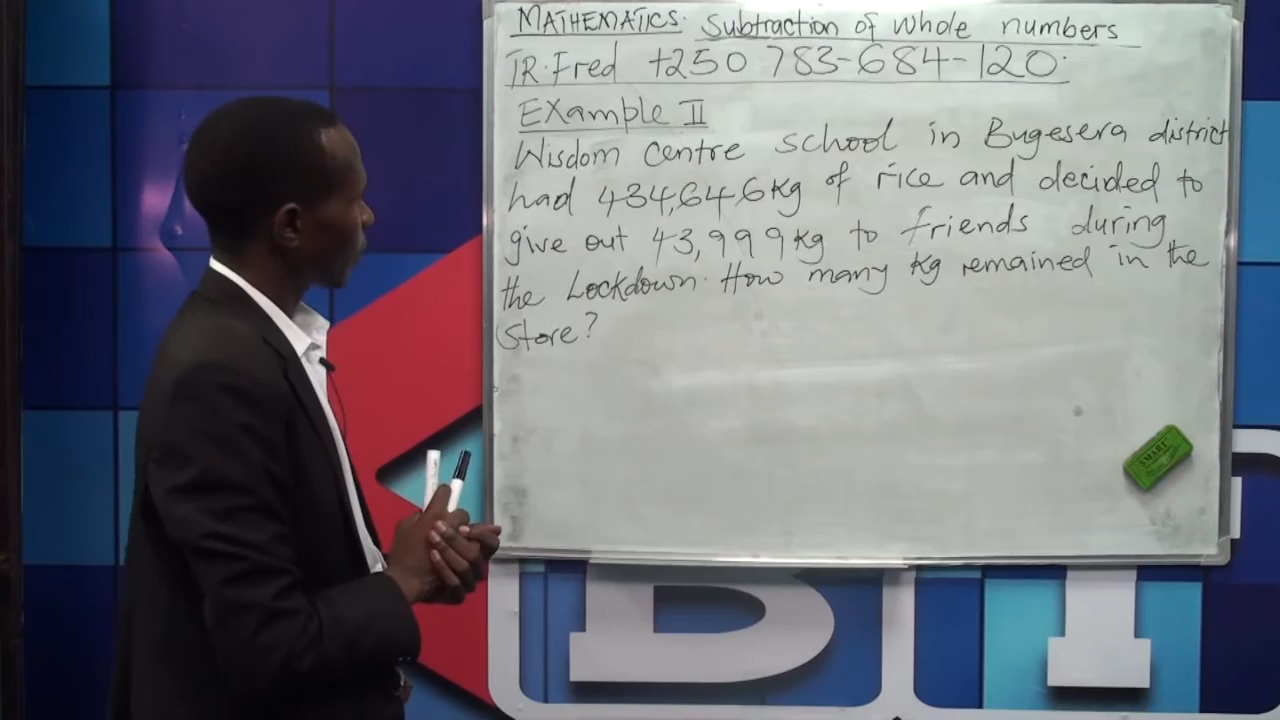 MATHEMATICS. Subtraction of whole numbers
TR. Fred +250 783-684-120.
Example II
Wisdom Centre school in Bugesera district
had 434,646kg of rice and decided to
give out 43,999kg to friends during
the Lockdown. How many kg remained in the
store?
SMART